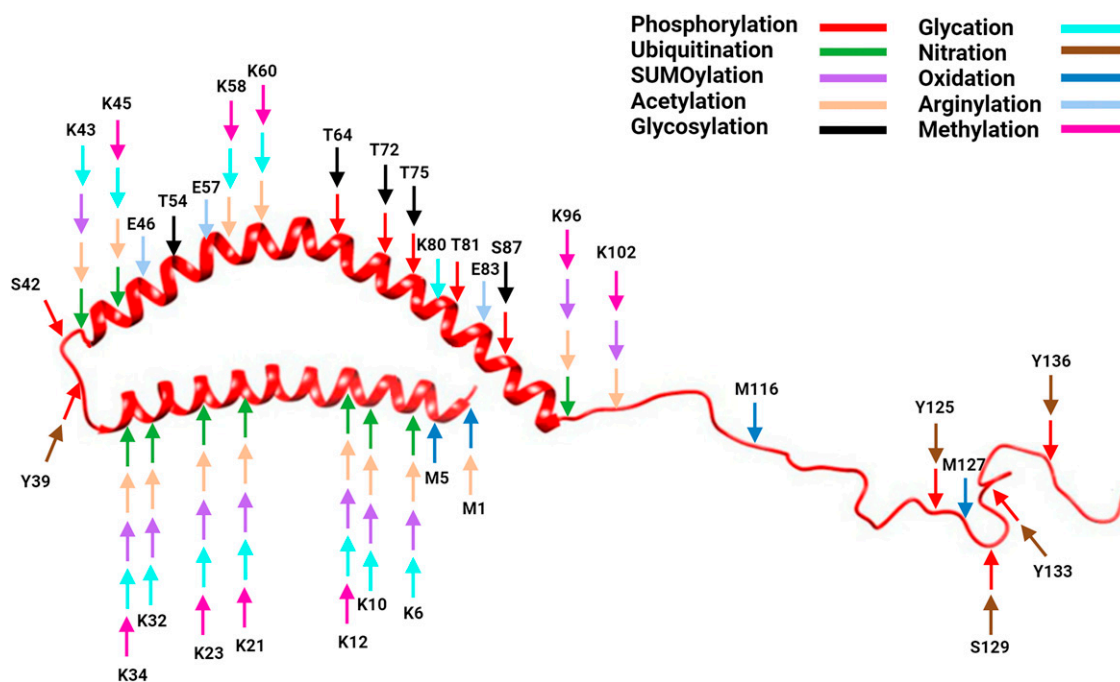 Phosphorylation
Ubiquitination
SUMOylation
Acetylation
Glycosylation
Glycation
Nitration
Oxidation
Arginylation
Methylation
K60
K58
K45
K43
T64
T72
T75
E57
T54
E46
K80
T81
S87
E83
K96
K102
S42
Y39
M116
Y125
M127
Y136
M5
M1
K34
K32
K23
K21
K12
K10
K6
Y133
S129